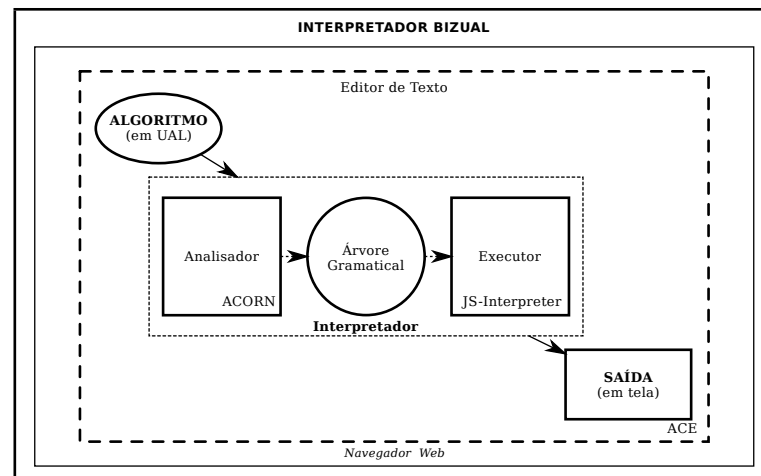 INTERPRETADOR BIZUAL
Editor de Texto
ALGORITMO
(em UAL)
Analisador
ACORN
Árvore
Gramatical
Executor
JS-Interpreter
Interpretador
SAÍDA
(em tela)
ACE
Navegador Web